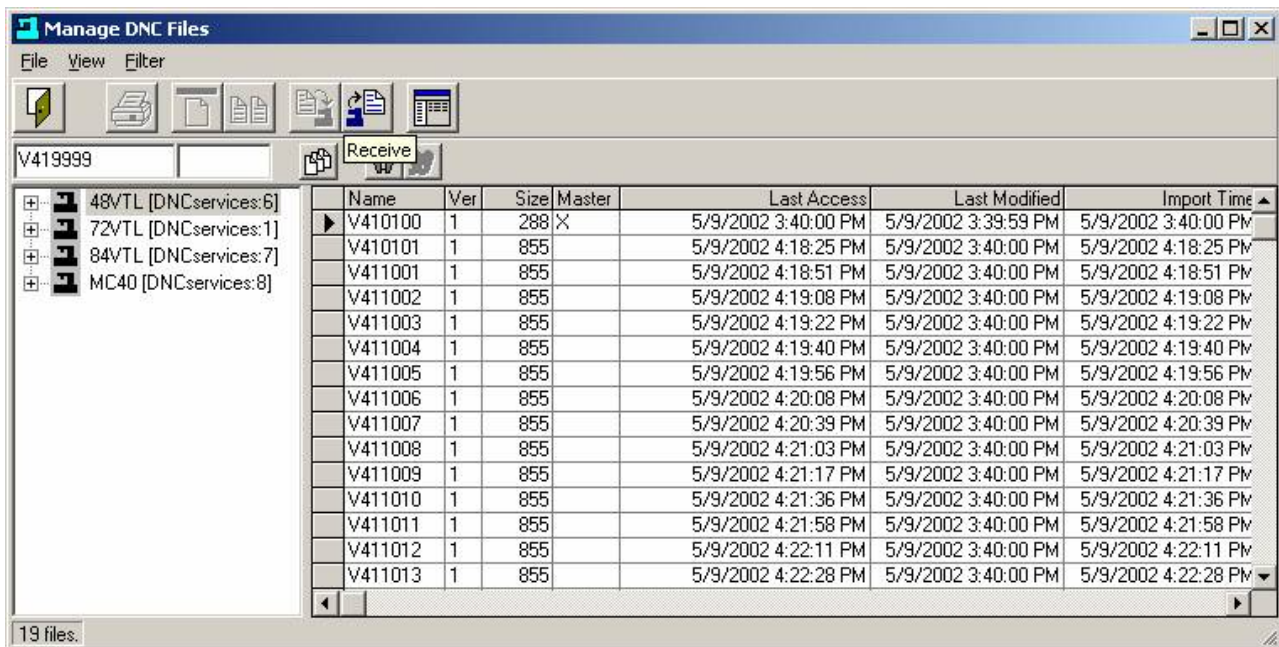 Manage DNC Files
File View Filter
V419999
Receive
48VTL [DNCservices:6]
72VTL [DNCservices:1]
84VTL [DNCservices:7]
MC40 [DNCservices:8]
Name Ver Size Master Last Access Last Modified Import Time
V410100 1 288 X 5/9/2002 3:40:00 PM 5/9/2002 3:39:59 PM 5/9/2002 3:40:00 PM
V410101 1 855 5/9/2002 4:18:25 PM 5/9/2002 3:40:00 PM 5/9/2002 4:18:25 PM
V411001 1 855 5/9/2002 4:18:51 PM 5/9/2002 3:40:00 PM 5/9/2002 4:18:51 PM
V411002 1 855 5/9/2002 4:19:08 PM 5/9/2002 3:40:00 PM 5/9/2002 4:19:08 PM
V411003 1 855 5/9/2002 4:19:22 PM 5/9/2002 3:40:00 PM 5/9/2002 4:19:22 PM
V411004 1 855 5/9/2002 4:19:40 PM 5/9/2002 3:40:00 PM 5/9/2002 4:19:40 PM
V411005 1 855 5/9/2002 4:19:56 PM 5/9/2002 3:40:00 PM 5/9/2002 4:19:56 PM
V411006 1 855 5/9/2002 4:20:08 PM 5/9/2002 3:40:00 PM 5/9/2002 4:20:08 PM
V411007 1 855 5/9/2002 4:20:39 PM 5/9/2002 3:40:00 PM 5/9/2002 4:20:39 PM
V411008 1 855 5/9/2002 4:21:03 PM 5/9/2002 3:40:00 PM 5/9/2002 4:21:03 PM
V411009 1 855 5/9/2002 4:21:17 PM 5/9/2002 3:40:00 PM 5/9/2002 4:21:17 PM
V411010 1 855 5/9/2002 4:21:36 PM 5/9/2002 3:40:00 PM 5/9/2002 4:21:36 PM
V411011 1 855 5/9/2002 4:21:58 PM 5/9/2002 3:40:00 PM 5/9/2002 4:21:58 PM
V411012 1 855 5/9/2002 4:22:11 PM 5/9/2002 3:40:00 PM 5/9/2002 4:22:11 PM
V411013 1 855 5/9/2002 4:22:28 PM 5/9/2002 3:40:00 PM 5/9/2002 4:22:28 PM
19 files.